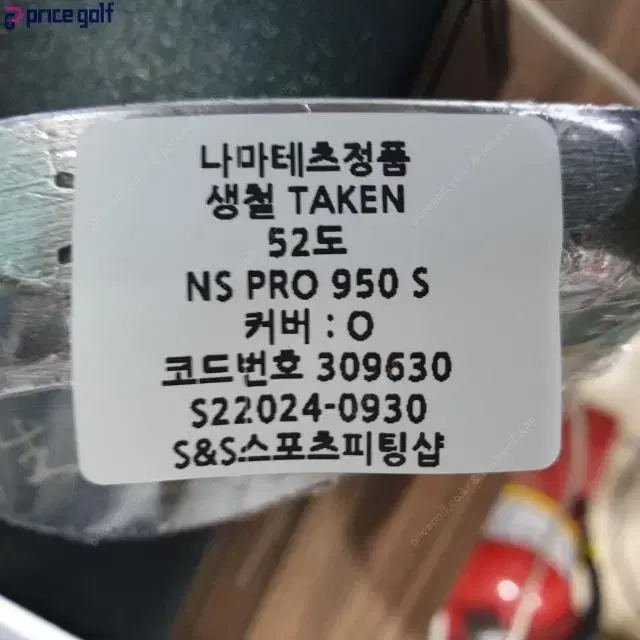 price golf
나마테츠정품
생철 TAKEN
52도
NS PRO 950 S
커버 : O
코드번호 309630
S22024-0930
S&S스포츠피팅샵